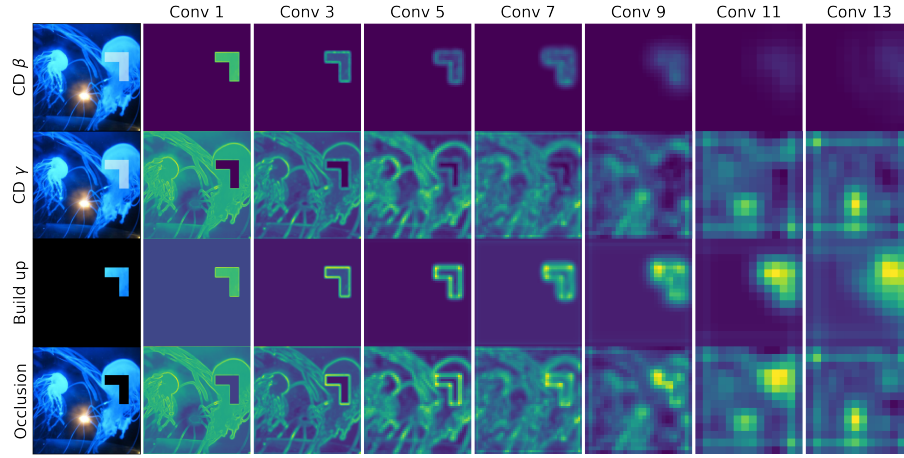 Conv 1 Conv 3 Conv 5 Conv 7 Conv 9 Conv 11 Conv 13
CD β
CD γ
Build up
Occlusion